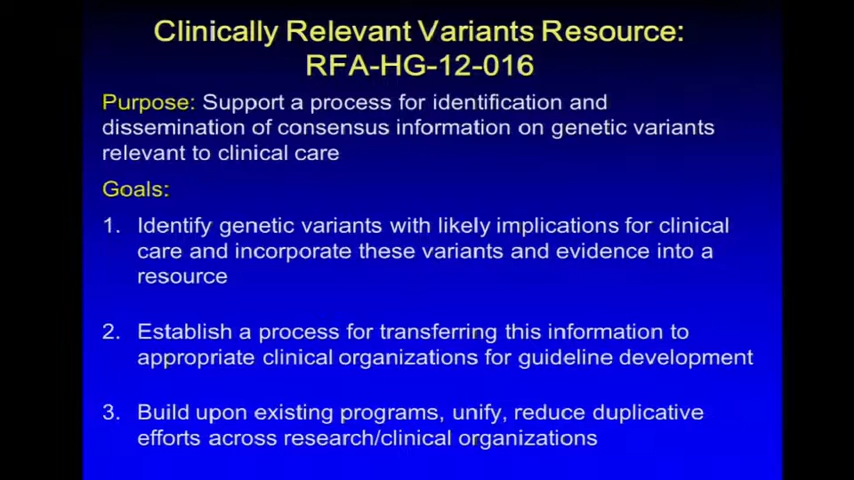 Clinically Relevant Variants Resource:
RFA-HG-12-016
Purpose: Support a process for identification and
dissemination of consensus information on genetic variants
relevant to clinical care
Goals:
1. Identify genetic variants with likely implications for clinical
care and incorporate these variants and evidence into a
resource
2. Establish a process for transferring this information to
appropriate clinical organizations for guideline development
3. Build upon existing programs, unify, reduce duplicative
efforts across research/clinical organizations